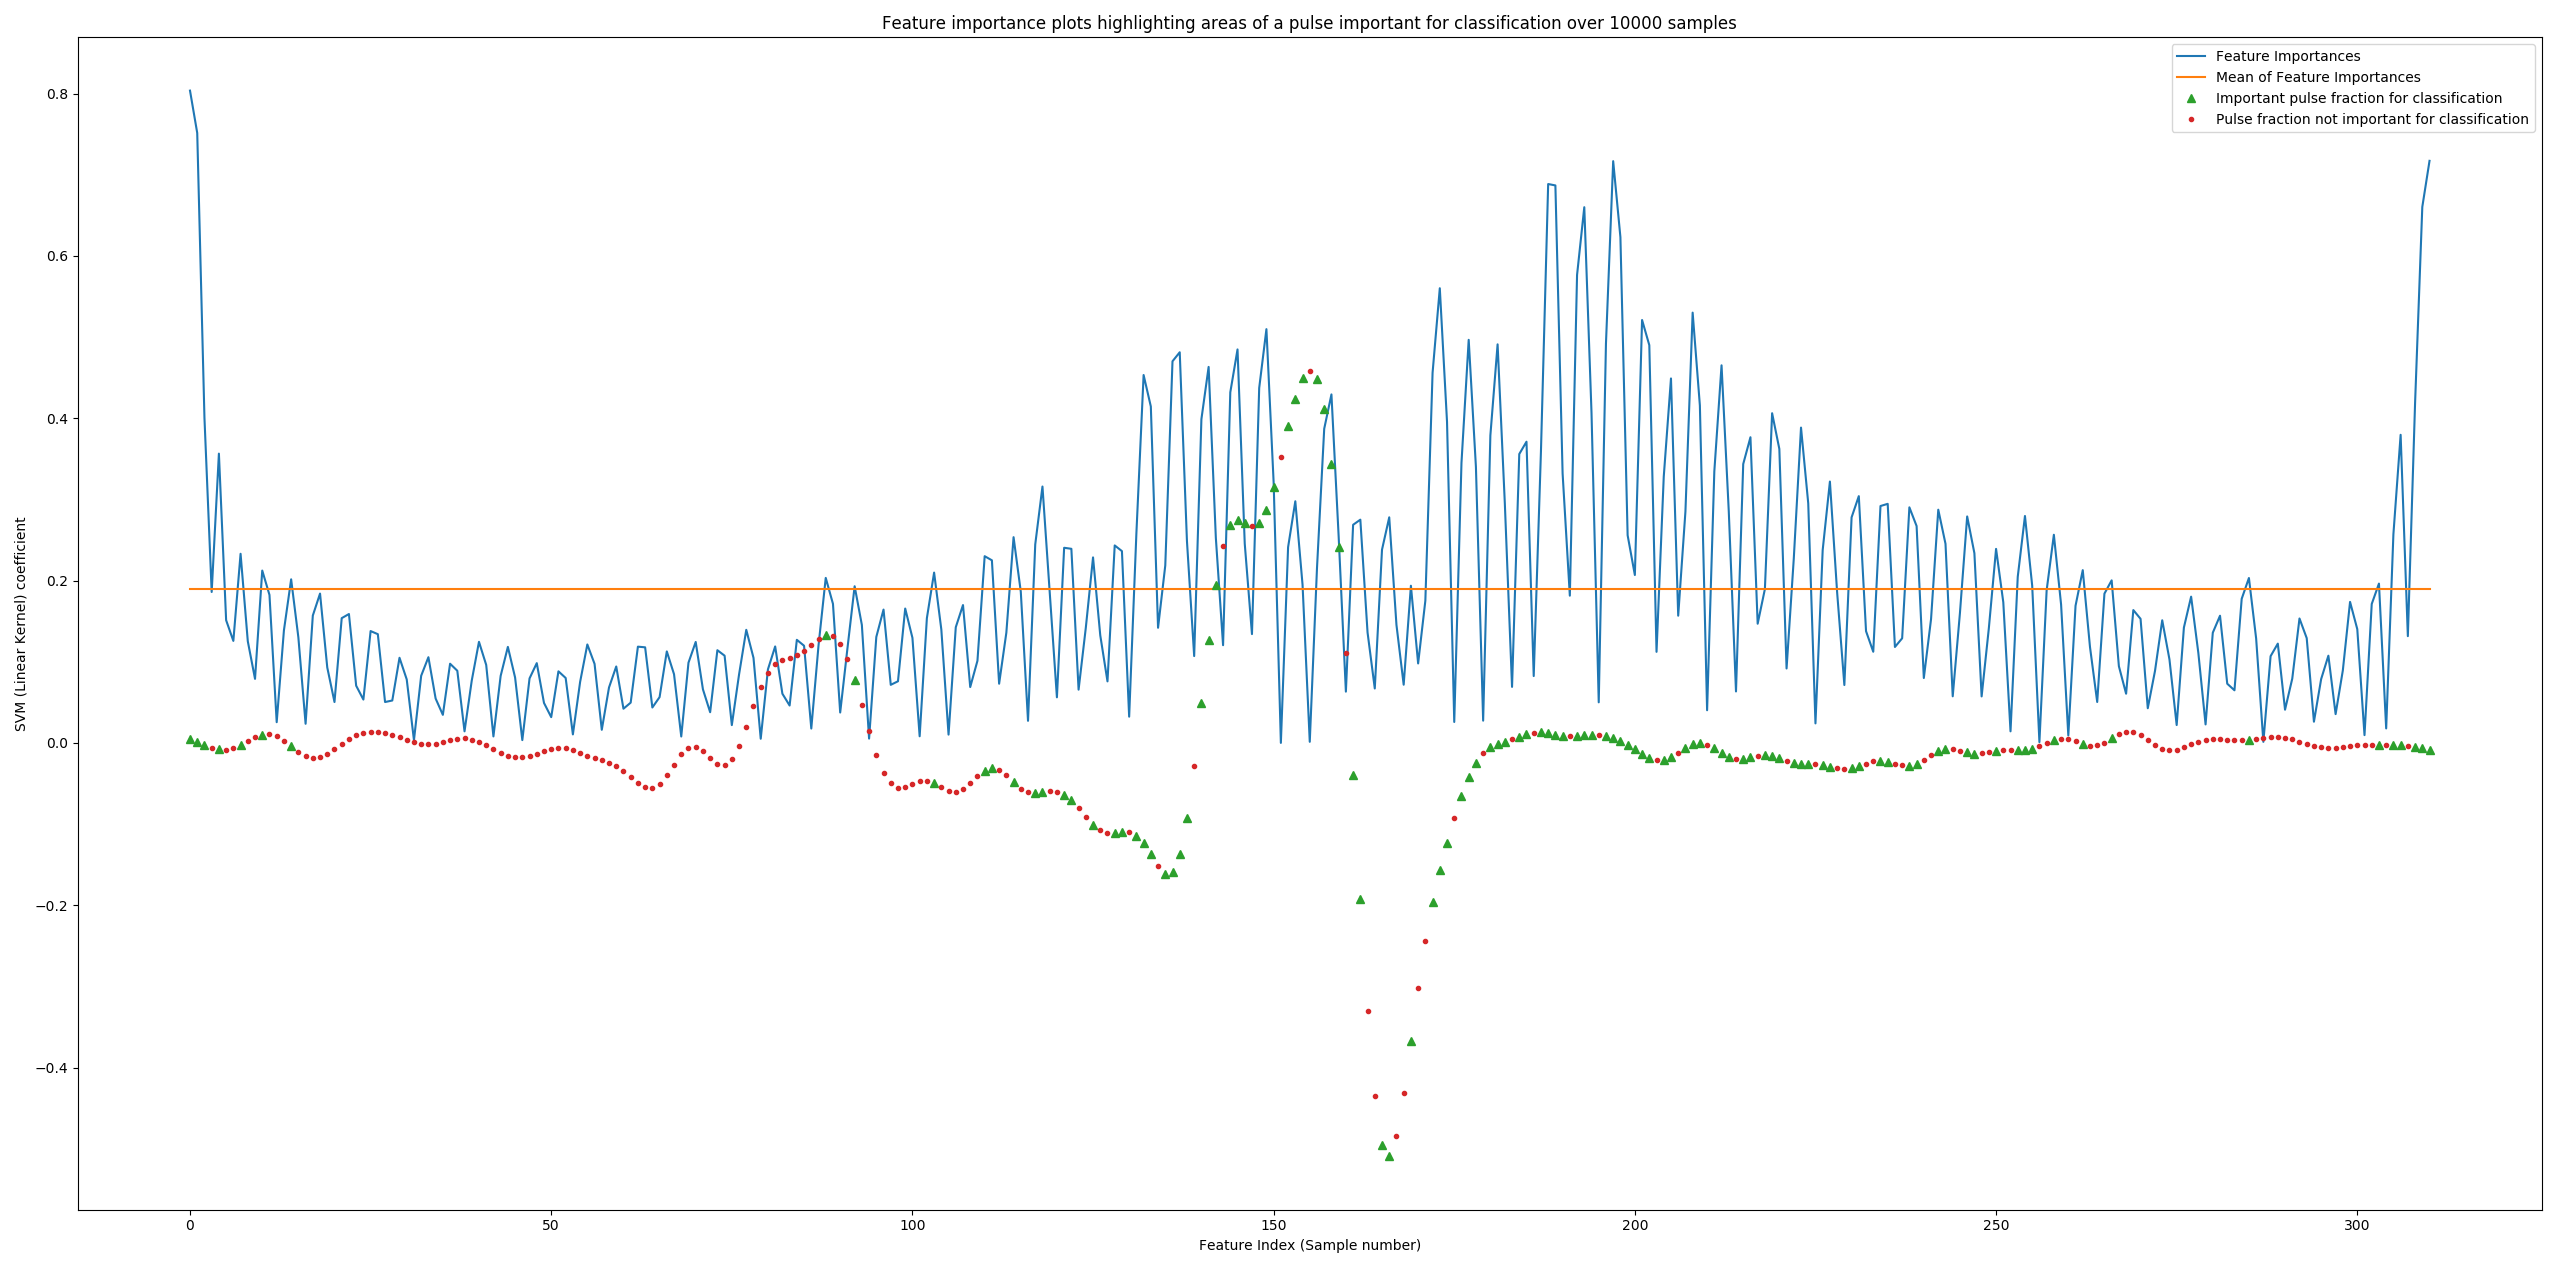 Feature importance plots highlighting areas of a pulse important for classification over 10000 samples
Feature Importances
Mean of Feature Importances
Important pulse fraction for classification
Pulse fraction not important for classification
SVM (Linear Kernel) coefficient
0.8
0.6
0.4
0.2
0.0
−0.2
−0.4
0 50 100 150 200 250 300
Feature Index (Sample number)